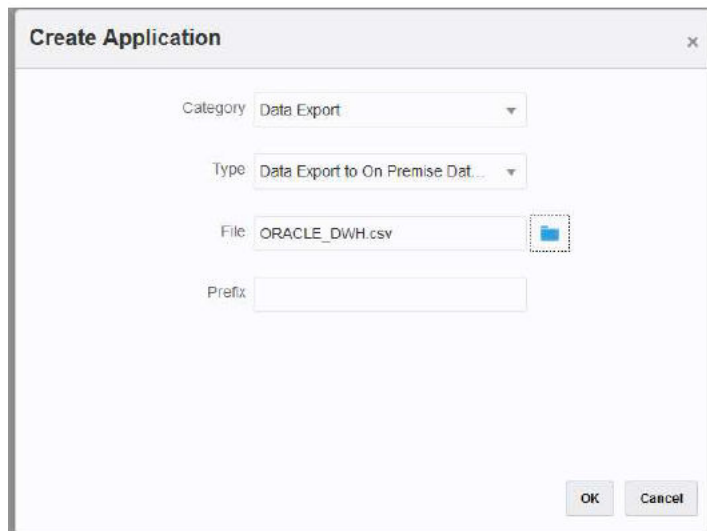 Create Application ×
Category Data Export
Type Data Export to On Premise Dat...
File ORACLE_DWH.csv
Prefix
OK Cancel